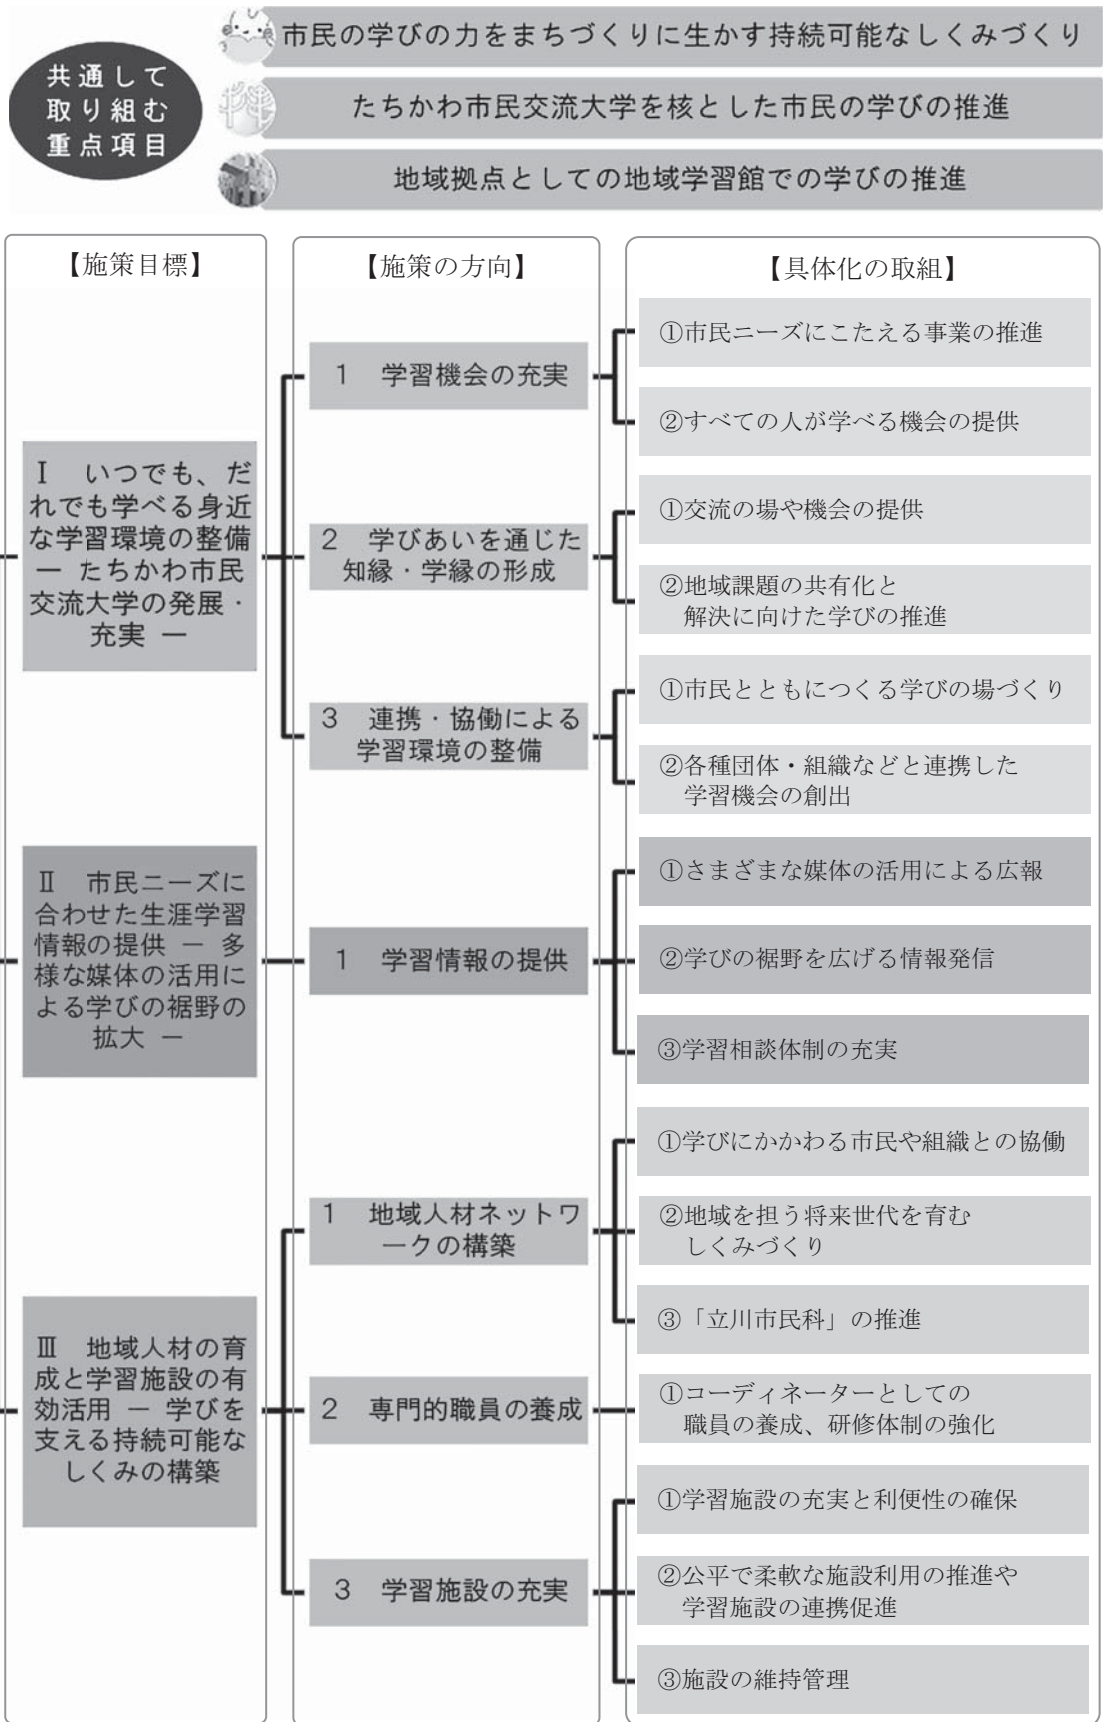 共通して
取り組む
重点項目
市民の学びの力をまちづくりに生かす持続可能なしくみづくり
たちかわ市民交流大学を核とした市民の学びの推進
地域拠点としての地域学習館での学びの推進
【施策目標】
【施策の方向】
【具体化の取組】
Ⅰ　いつでも、だ
れでも学べる身近
な学習環境の整備
― たちかわ市民
交流大学の発展・
充実 ―
1　学習機会の充実
①市民ニーズにこたえる事業の推進
②すべての人が学べる機会の提供
2　学びあいを通じた
知縁・学縁の形成
①交流の場や機会の提供
②地域課題の共有化と
解決に向けた学びの推進
3　連携・協働による
学習環境の整備
①市民とともにつくる学びの場づくり
②各種団体・組織などと連携した
学習機会の創出
Ⅱ　市民ニーズに
合わせた生涯学習
情報の提供 ― 多
様な媒体の活用に
よる学びの裾野の
拡大 ―
1　学習情報の提供
①さまざまな媒体の活用による広報
②学びの裾野を広げる情報発信
③学習相談体制の充実
Ⅲ　地域人材の育
成と学習施設の有
効活用 ― 学びを
支える持続可能な
しくみの構築
1　地域人材ネットワ
ークの構築
①学びにかかわる市民や組織との協働
②地域を担う将来世代を育む
しくみづくり
③「立川市民科」の推進
2　専門的職員の養成
①コーディネーターとしての
職員の養成、研修体制の強化
3　学習施設の充実
①学習施設の充実と利便性の確保
②公平で柔軟な施設利用の推進や
学習施設の連携促進
③施設の維持管理